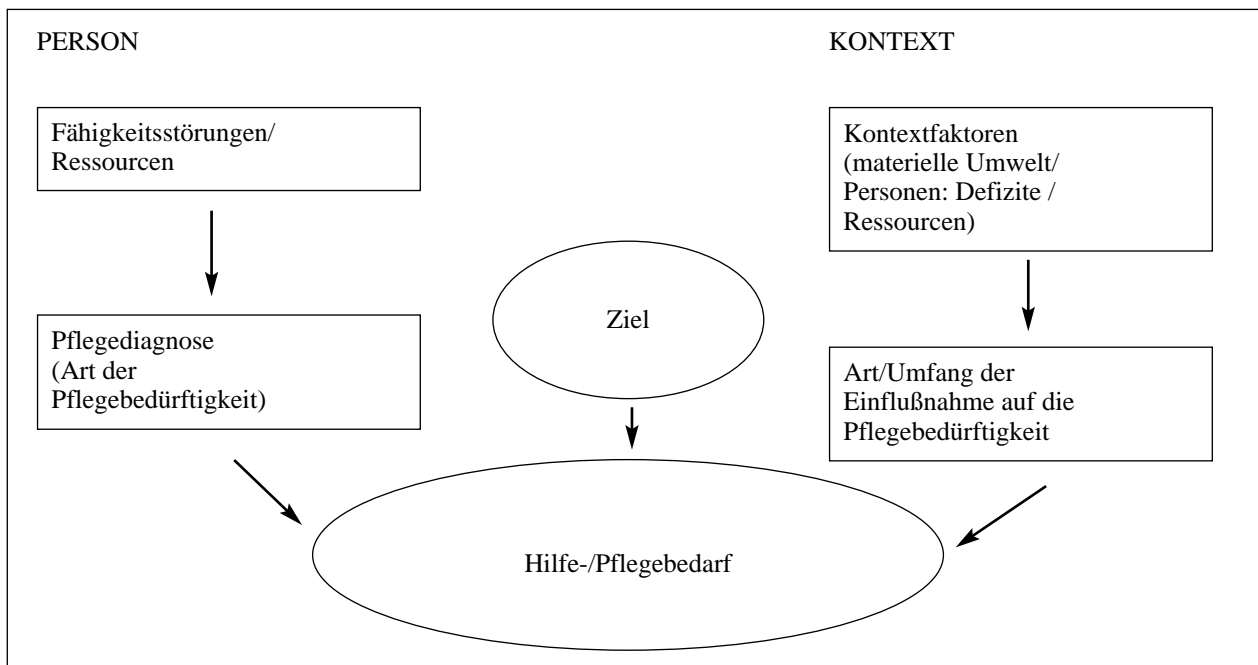 PERSON
KONTEXT
Fähigkeitsstörungen/
Ressourcen
Kontextfaktoren
(materielle Umwelt/
Personen: Defizite /
Ressourcen)
Ziel
Pflegediagnose
(Art der
Pflegebedürftigkeit)
Art/Umfang der
Einflußnahme auf die
Pflegebedürftigkeit
Hilfe-/Pflegebedarf